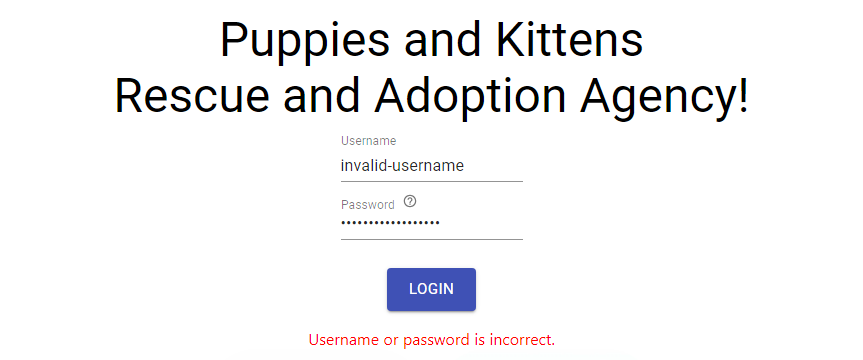 Puppies and Kittens
Rescue and Adoption Agency!
Username
invalid-username
Password ?
••••••••••••••••••
LOGIN
Username or password is incorrect.